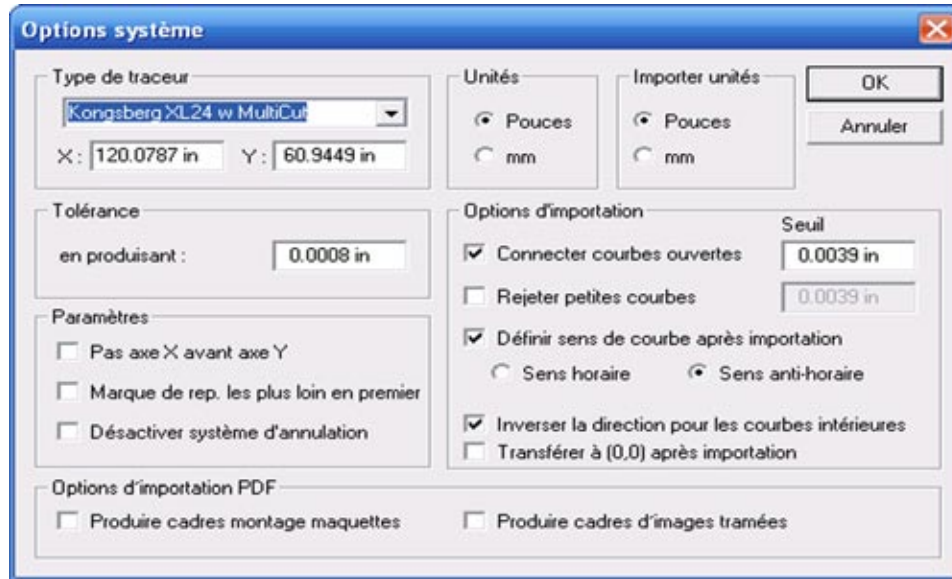 Options système
Type de traceur
Kongsberg XL24 w MultiCut
X : 120.0787 in Y : 60.9449 in
Unités
Pouces
mm
Importer unités
Pouces
mm
OK
Annuler
Tolérance
en produisant : 0.0008 in
Paramètres
Pas axe X avant axe Y
Marque de rep. les plus loin en premier
Désactiver système d'annulation
Options d'importation
Seuil
Connecter courbes ouvertes 0.0039 in
Rejeter petites courbes 0.0039 in
Définir sens de courbe après importation
Sens horaire Sens anti-horaire
Inverser la direction pour les courbes intérieures
Transférer à (0,0) après importation
Options d'importation PDF
Produire cadres montage maquettes Produire cadres d'images tramées